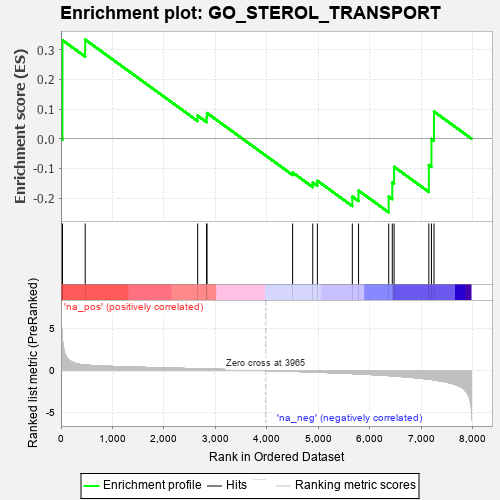 Enrichment plot: GO_STEROL_TRANSPORT
Enrichment score (ES)
0.3
0.2
0.1
0.0
-0.1
-0.2
'na_pos' (positively correlated)
Ranked list metric (PreRanked)
5
0
-5
Zero cross at 3965
'na_neg' (negatively correlated)
0 1,000 2,000 3,000 4,000 5,000 6,000 7,000 8,000
Rank in Ordered Dataset
Enrichment profile Hits Ranking metric scores